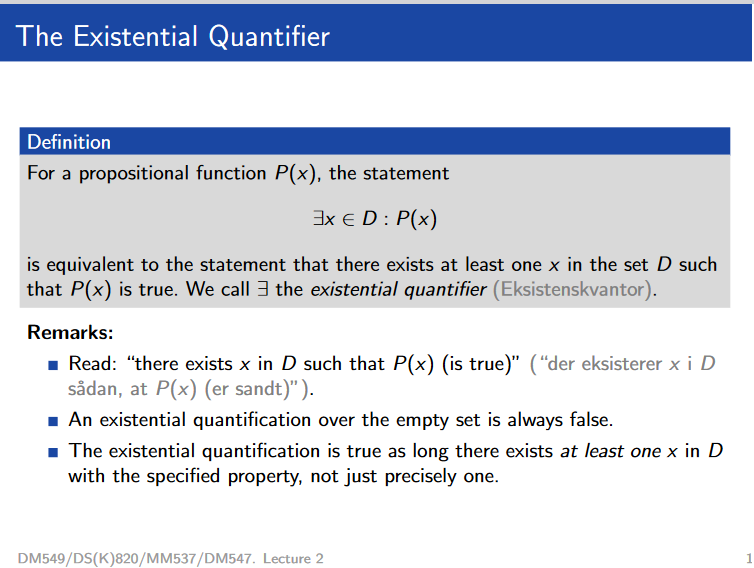 The Existential Quantifier
Definition
For a propositional function P(x), the statement
∃x ∈ D : P(x)
is equivalent to the statement that there exists at least one x in the set D such
that P(x) is true. We call ∃ the existential quantifier (Eksistenskvantor).
Remarks:
Read: “there exists x in D such that P(x) (is true)” (“der eksisterer x i D
sådan, at P(x) (er sandt)”).
An existential quantification over the empty set is always false.
The existential quantification is true as long there exists at least one x in D
with the specified property, not just precisely one.
DM549/DS(K)820/MM537/DM547. Lecture 2
1